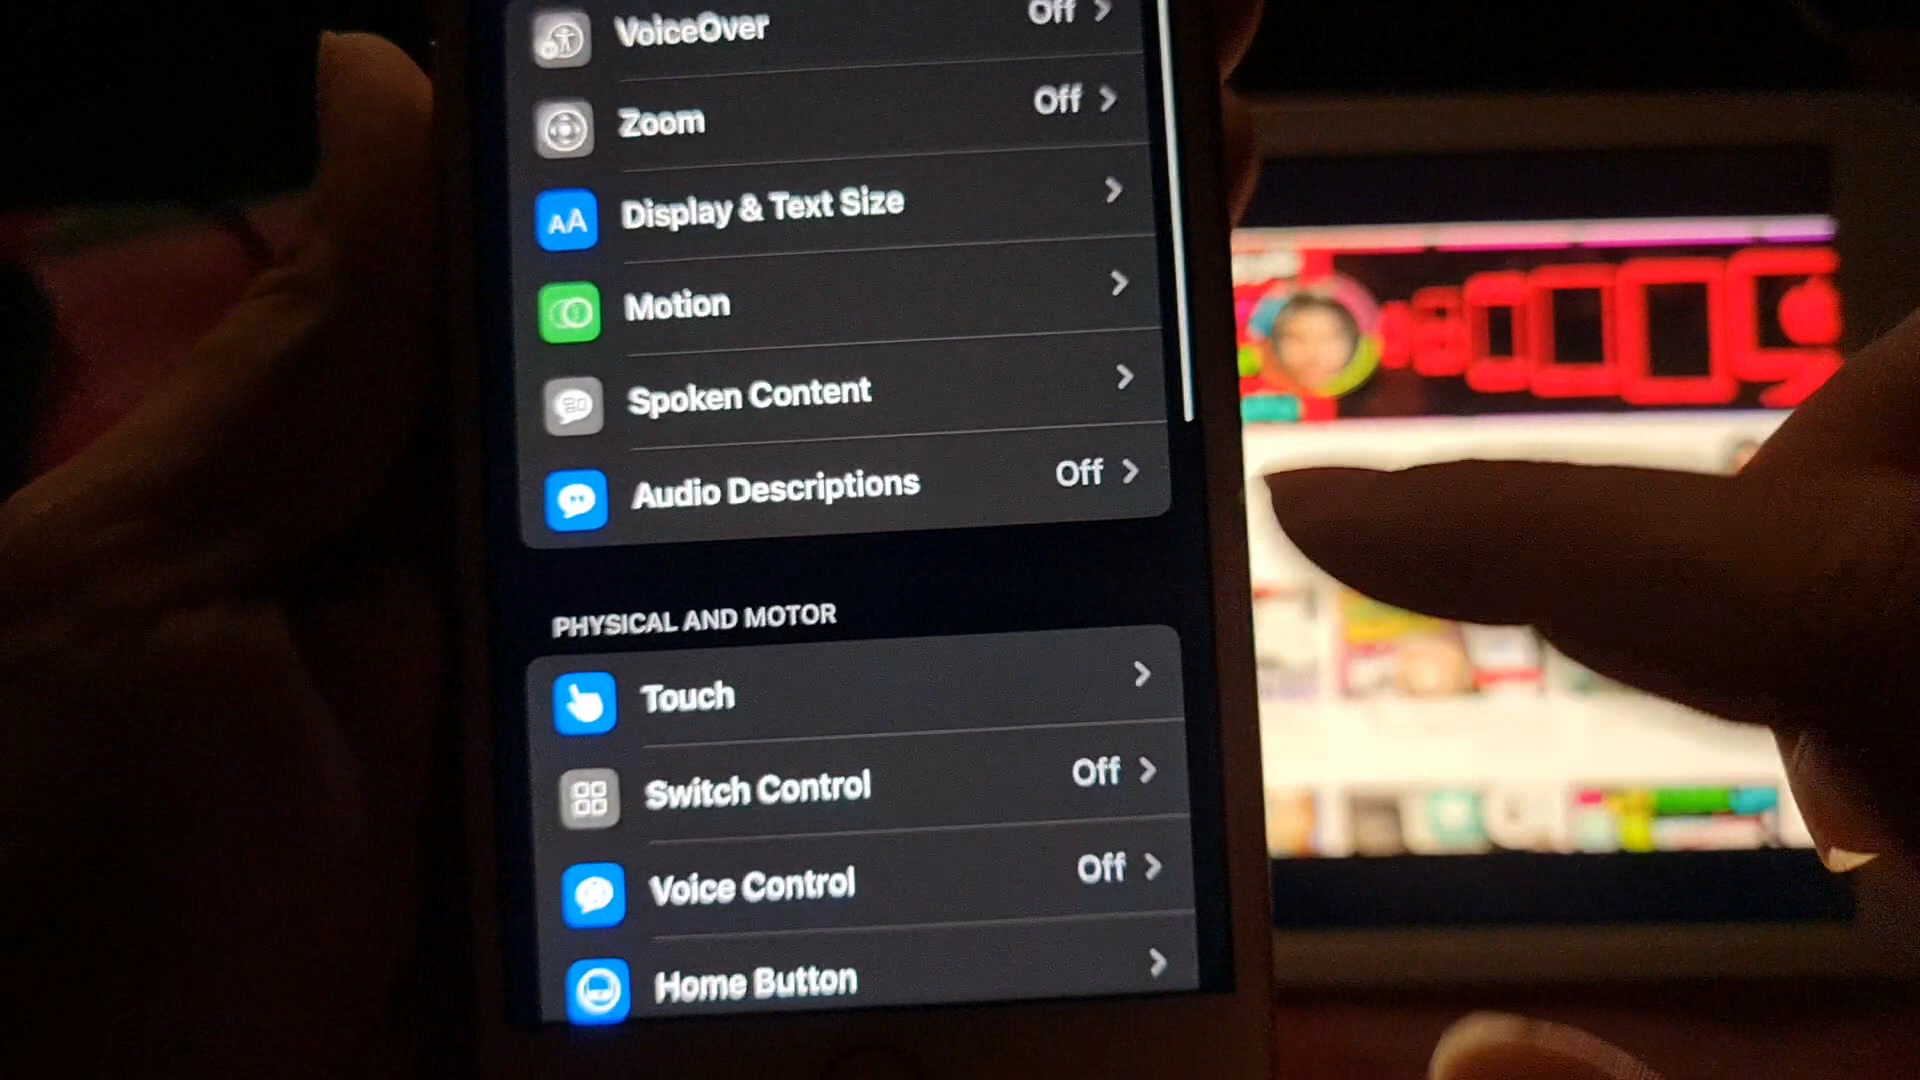 VoiceOver Off
Zoom Off
AA Display & Text Size
Motion
Spoken Content
Audio Descriptions Off
PHYSICAL AND MOTOR
Touch
Switch Control Off
Voice Control Off
Home Button